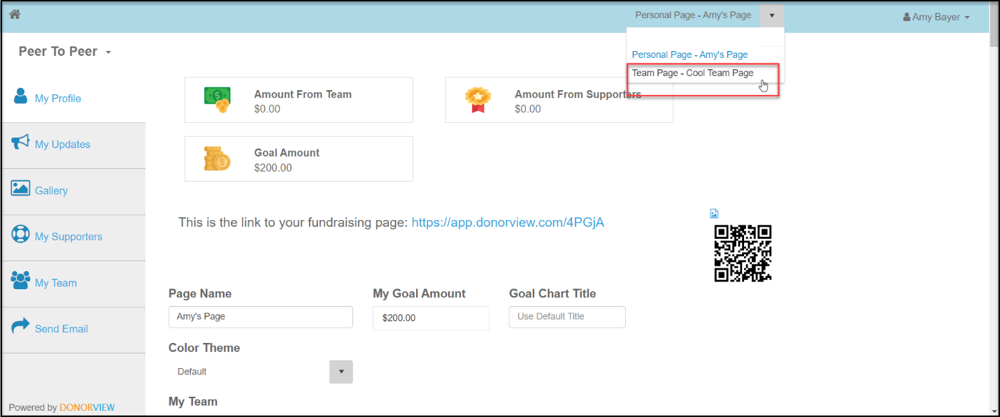 Personal Page - Amy's Page
Amy Bayer
Peer To Peer
Personal Page - Amy's Page
Team Page - Cool Team Page
My Profile
My Updates
Gallery
My Supporters
My Team
Send Email
Powered by DONORVIEW
Amount From Team
$0.00
Amount From Supporters
$0.00
Goal Amount
$200.00
This is the link to your fundraising page: https://app.donorview.com/4PGjA
Page Name
Amy's Page
My Goal Amount
$200.00
Goal Chart Title
Use Default Title
Color Theme
Default
My Team